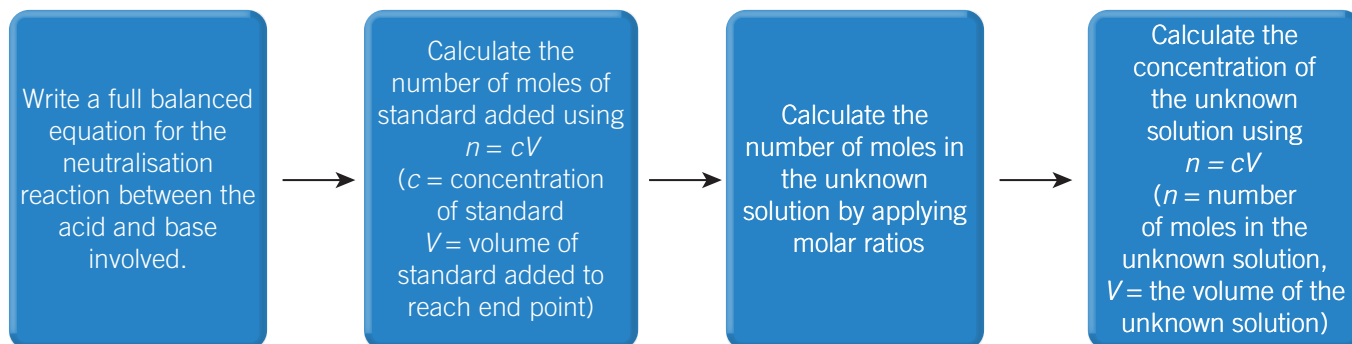 Write a full balanced
equation for the
neutralisation
reaction between the
acid and base
involved.
Calculate the
number of moles of
standard added using
n = cV
(c = concentration
of standard
V = volume of
standard added to
reach end point)
Calculate the
number of moles in
the unknown
solution by applying
molar ratios
Calculate the
concentration of
the unknown
solution using
n = cV
(n = number
of moles in the
unknown solution,
V = the volume of the
unknown solution)